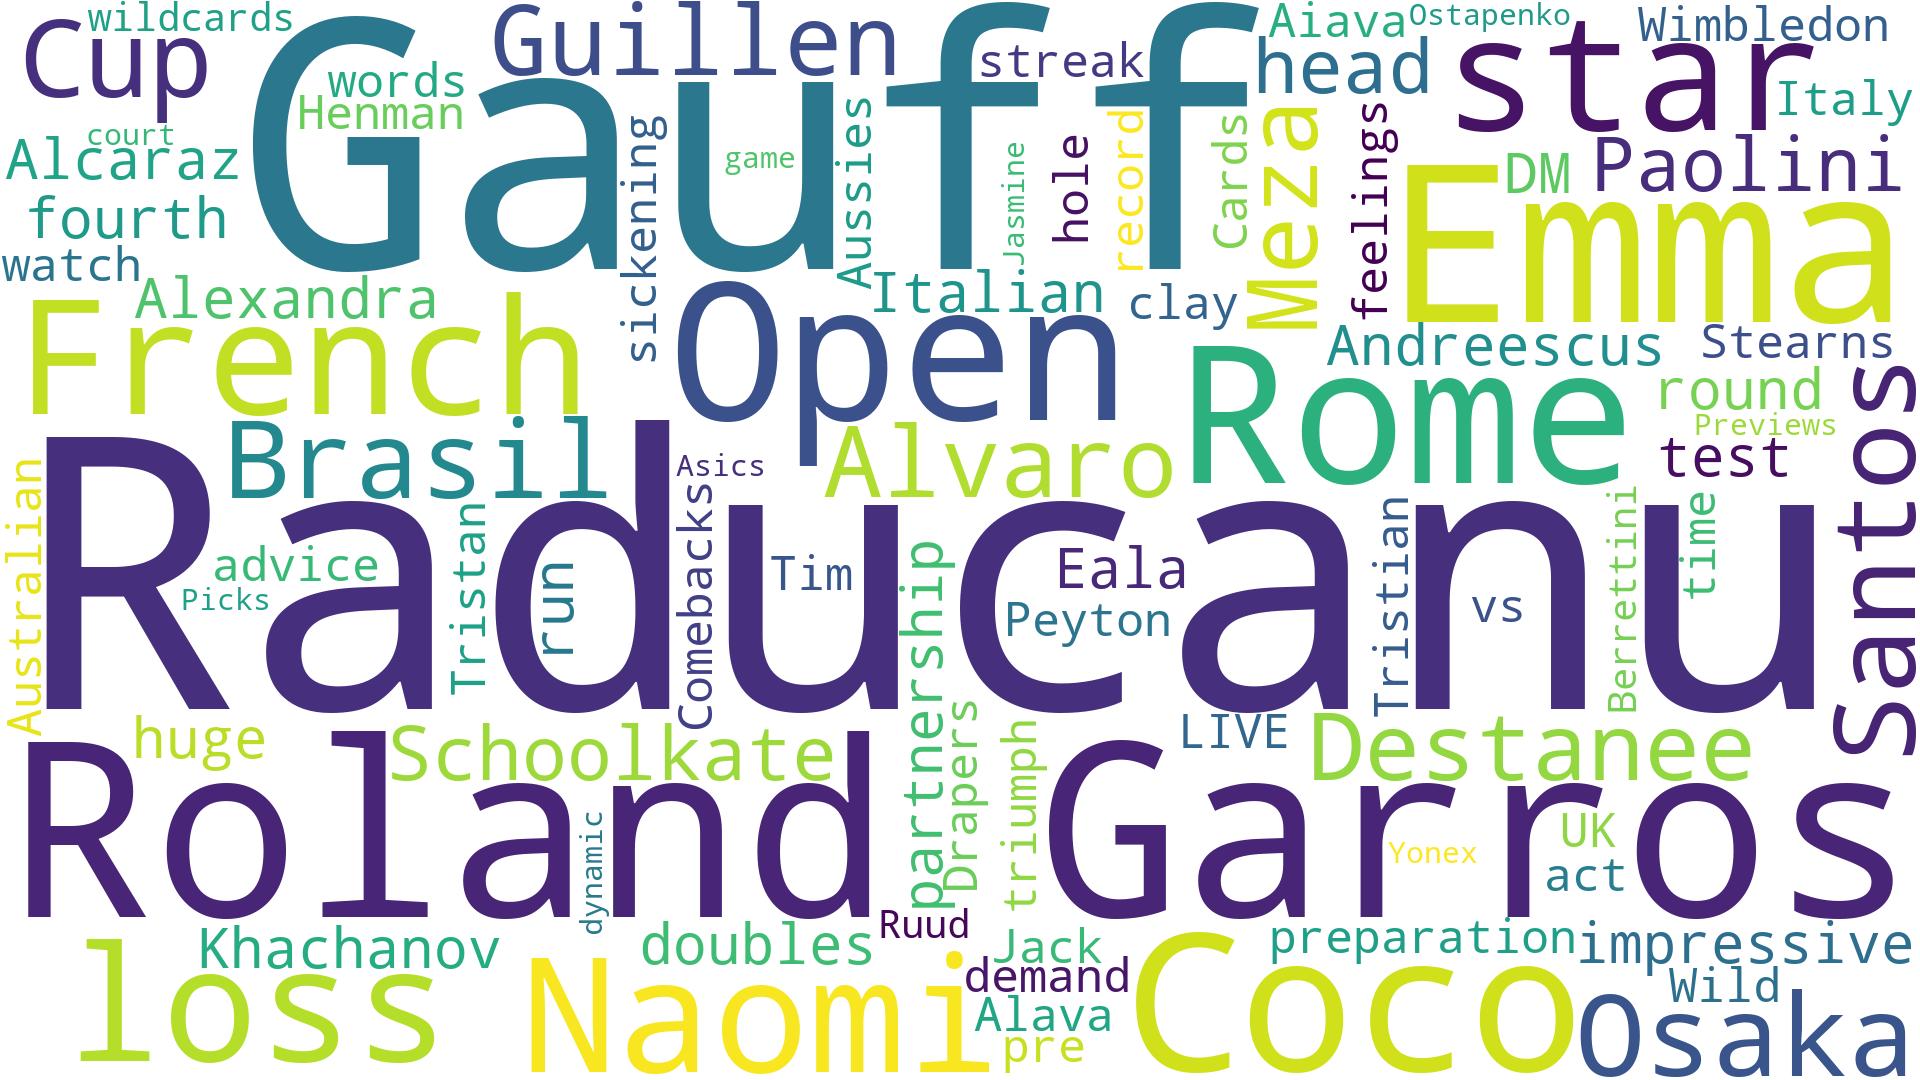 wildcards
Cup
Gauff
Guillen
streak
Aiava
Ostapenko
Wimbledon
head
star
words
Henman
Italy
court
Alcaraz
sickening
game
Aussies
Jasmine
hole
record
Cards
Meza
feelings
DM
Paolini
Emma
fourth
watch
Alexandra
Italian
clay
French
Open
Andreescus
Stearns
Rome
round
Previews
test
Santos
Brasil
Asics
Alvaro
Raducanu
Australian
advice
Picks
Tristan
run
Comebacks
Tim
partnership
Eala
Peyton
Tristian
vs
Berrettini
time
huge
Schoolkate
Drapers
triumph
LIVE
Destanee
Roland
Garros
dynamic
Yonex
UK
act
Khachanov
doubles
Ruud
Jack
demand
preparation
impressive
loss
Naomi
Alava
pre
Coco
Wild
Osaka